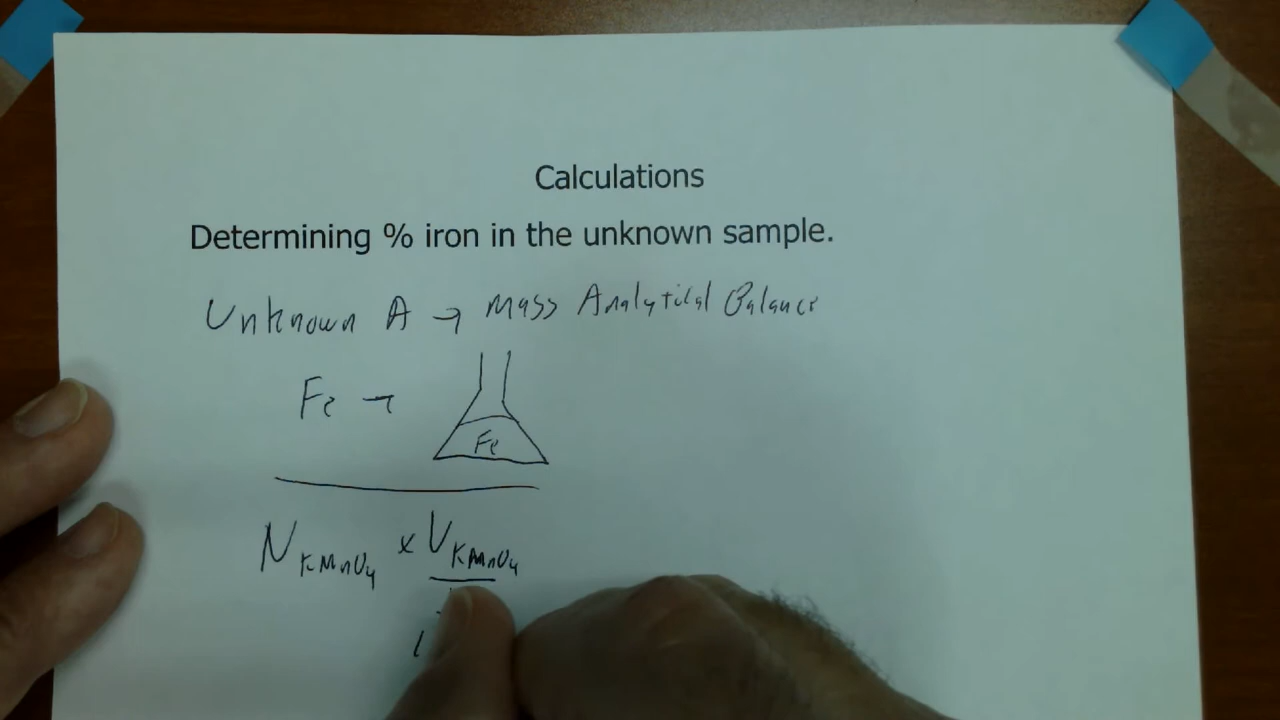 Calculations
Determining % iron in the unknown sample.
Unknown A → Mass Analytical Balance
Fe →
Fe
N KMnO4 × V KMnO4